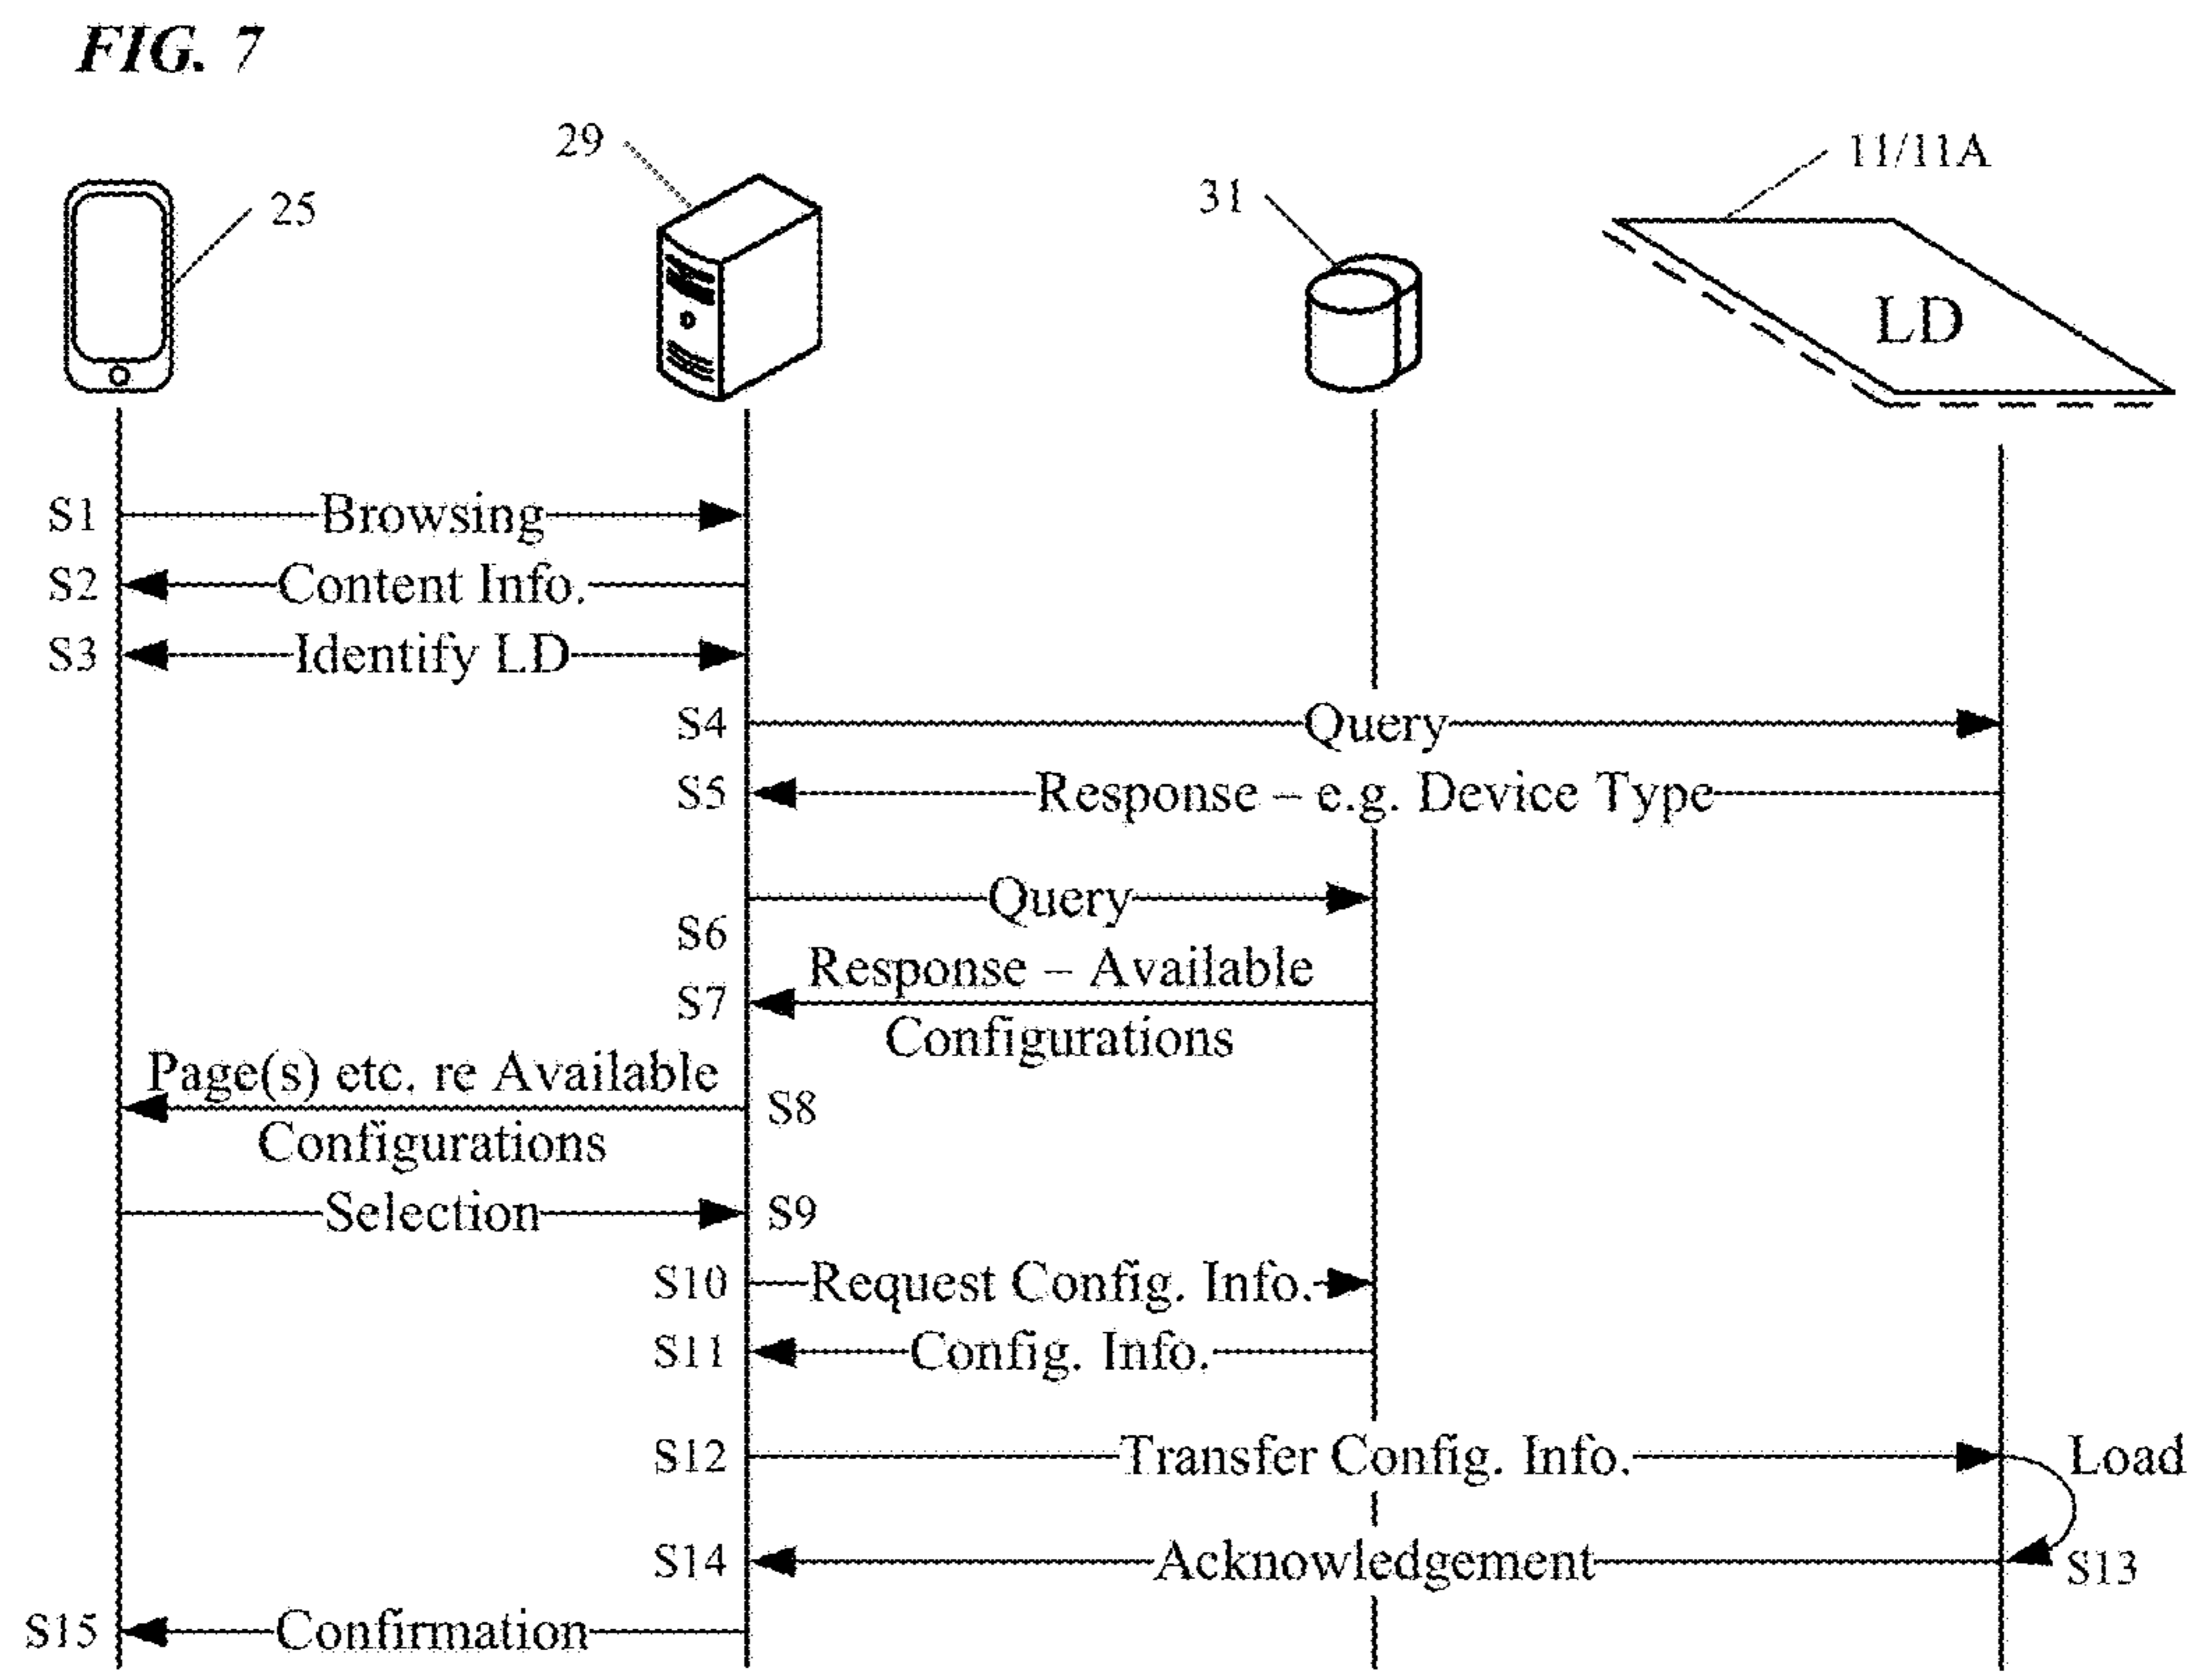 FIG. 7
29
11/11A
31
25
LD
S1 Browsing
S2 Content Info.
S3 Identify LD
S4 Query
S5 Response – e.g. Device Type
Query
S6
Response – Available
S7
Configurations
Page(s) etc. re Available
S8
Configurations
Selection S9
S10 Request Config. Info.
S11 Config. Info.
S12 Transfer Config. Info. Load
S14 Acknowledgement S13
S15 Confirmation